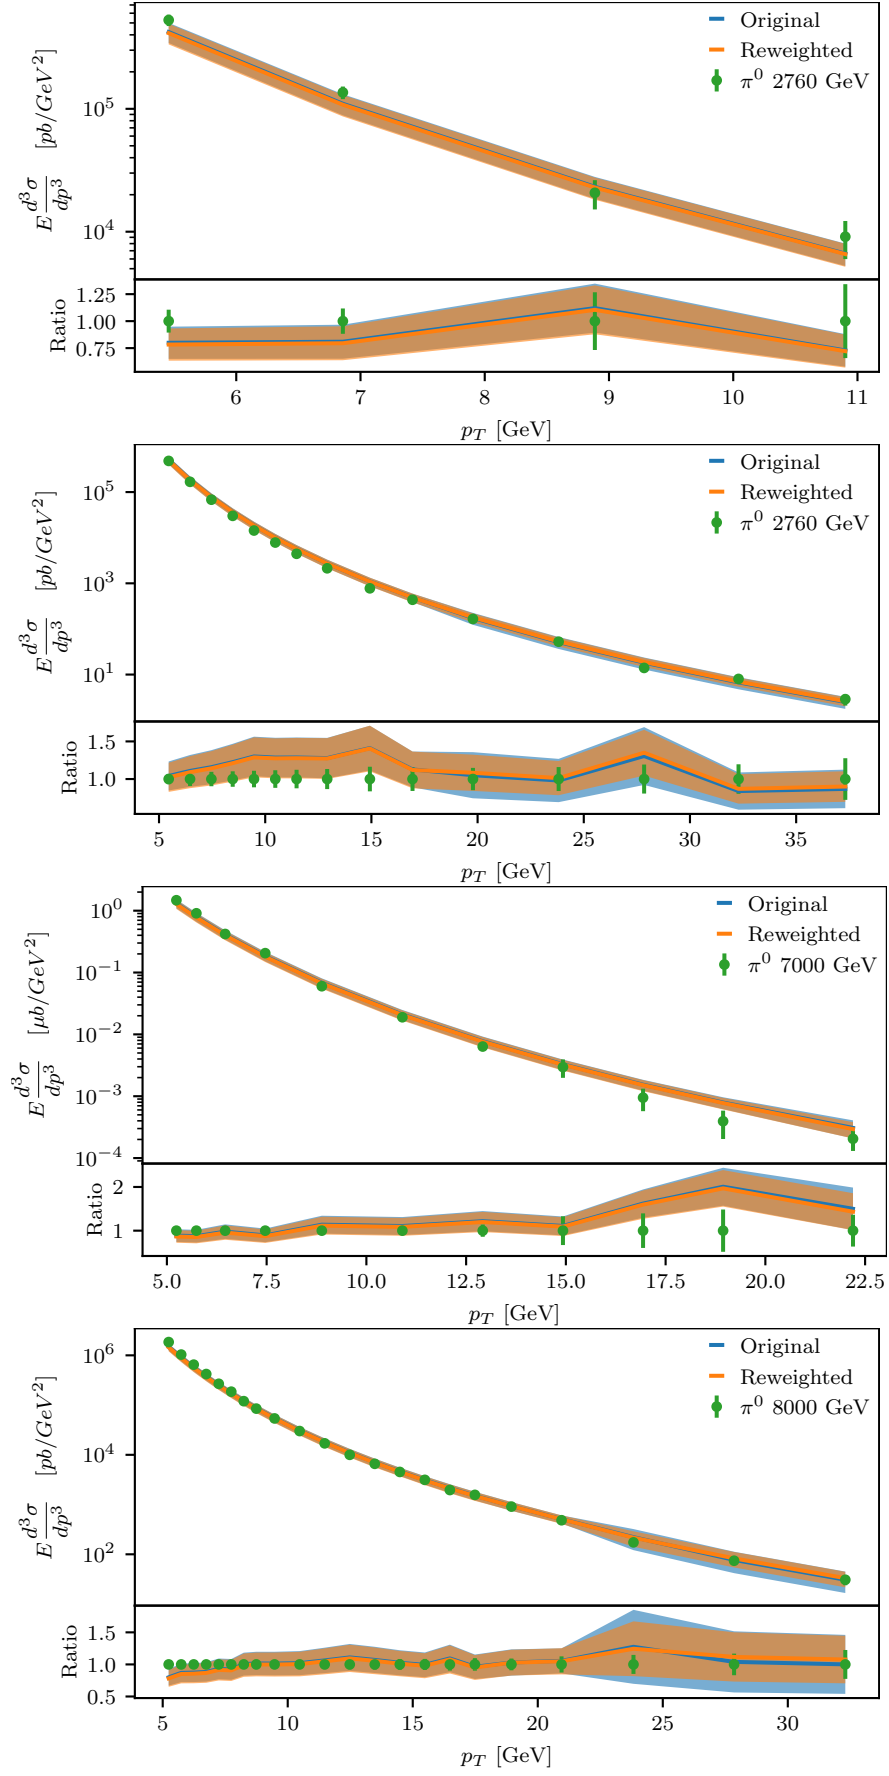 Original
Reweighted
π⁰ 2760 GeV
10⁵
10⁴
E d³σ/dp³ [pb/GeV²]
1.25
1.00
0.75
Ratio
6 7 8 9 10 11
p_T [GeV]
Original
Reweighted
π⁰ 2760 GeV
10⁵
10³
10¹
E d³σ/dp³ [pb/GeV²]
1.5
1.0
Ratio
5 10 15 20 25 30 35
p_T [GeV]
Original
Reweighted
π⁰ 7000 GeV
10⁰
10⁻¹
10⁻²
10⁻³
10⁻⁴
E d³σ/dp³ [μb/GeV²]
2
1
Ratio
5.0 7.5 10.0 12.5 15.0 17.5 20.0 22.5
p_T [GeV]
Original
Reweighted
π⁰ 8000 GeV
10⁶
10⁴
10²
E d³σ/dp³ [pb/GeV²]
1.5
1.0
0.5
Ratio
5 10 15 20 25 30
p_T [GeV]